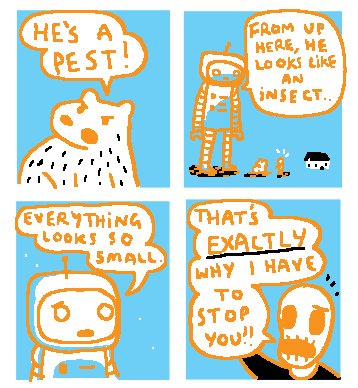 HE'S A
PEST!
FROM UP
HERE, HE
LOOKS LIKE
AN
INSECT..
EVERYTHING
LOOKS SO
SMALL.
THAT'S
EXACTLY
WHY I HAVE
TO
STOP
YOU!!